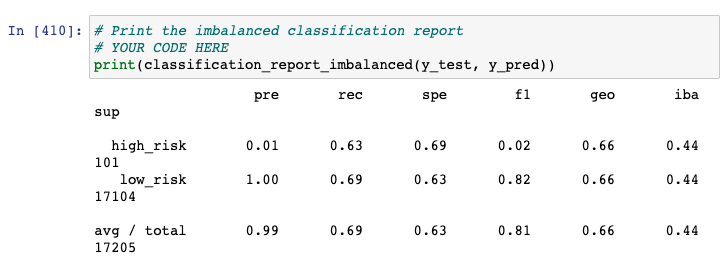 In [410]: # Print the imbalanced classification report
# YOUR CODE HERE
print(classification_report_imbalanced(y_test, y_pred))
pre rec spe f1 geo iba
sup
high_risk 0.01 0.63 0.69 0.02 0.66 0.44
101
low_risk 1.00 0.69 0.63 0.82 0.66 0.44
17104
avg / total 0.99 0.69 0.63 0.81 0.66 0.44
17205